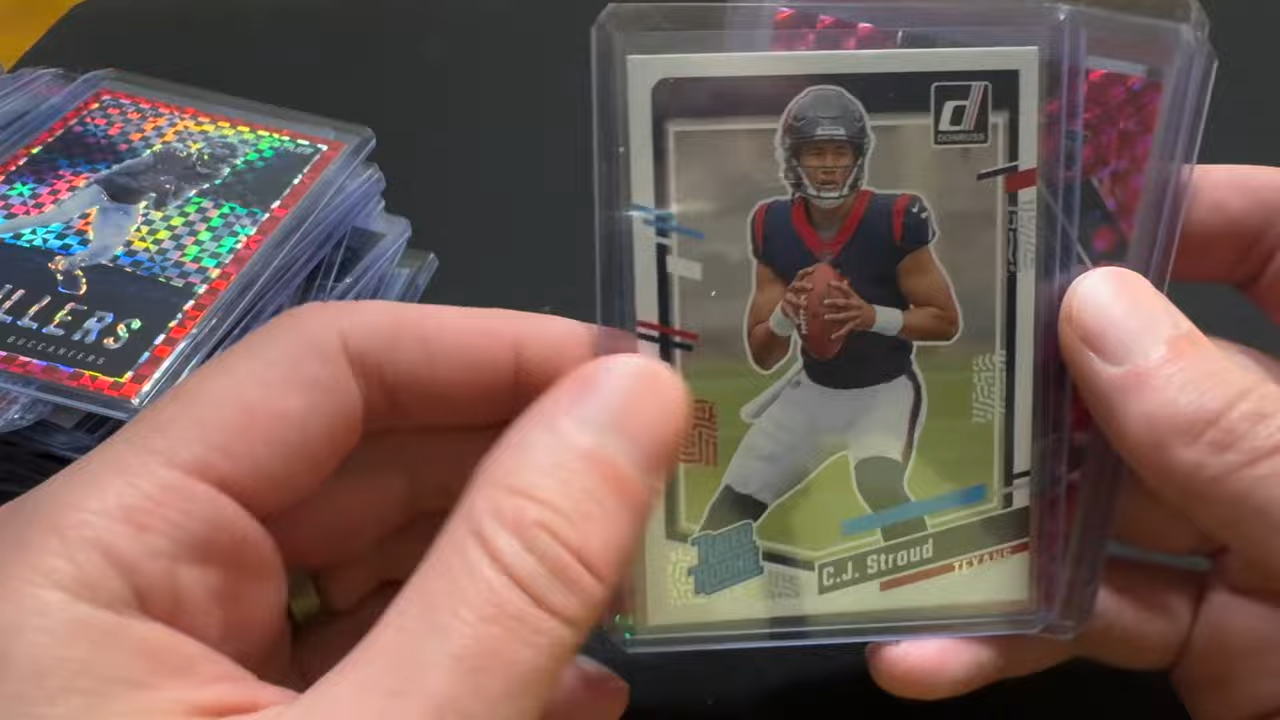 DONRUSS
RATED
ROOKIE
C.J. Stroud
TEXANS
LLERS
BUCCANEERS